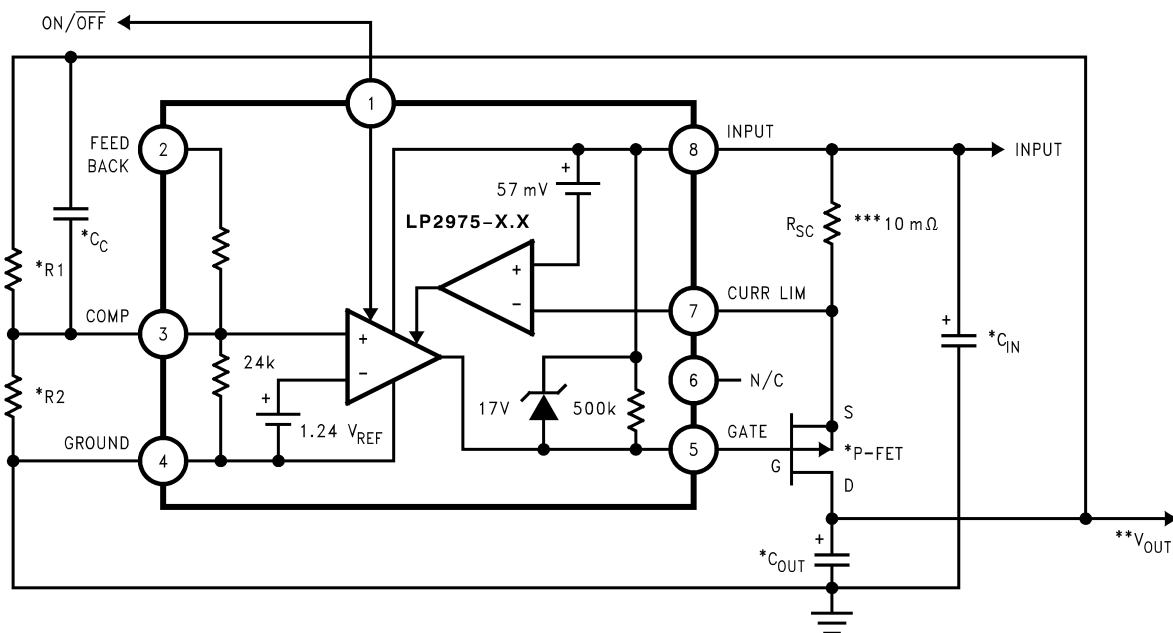 ON/OFF
1
FEED
BACK
2
8
INPUT
INPUT
+
57 mV
LP2975-X.X
*C_C
*R1
R_SC
***10 mΩ
+
−
CURR LIM
7
COMP
3
+
*C_IN
24k
+
−
6
N/C
*R2
+
1.24 V_REF
17V
500k
S
GROUND
4
GATE
5
G
*P-FET
D
**V_OUT
+
*C_OUT